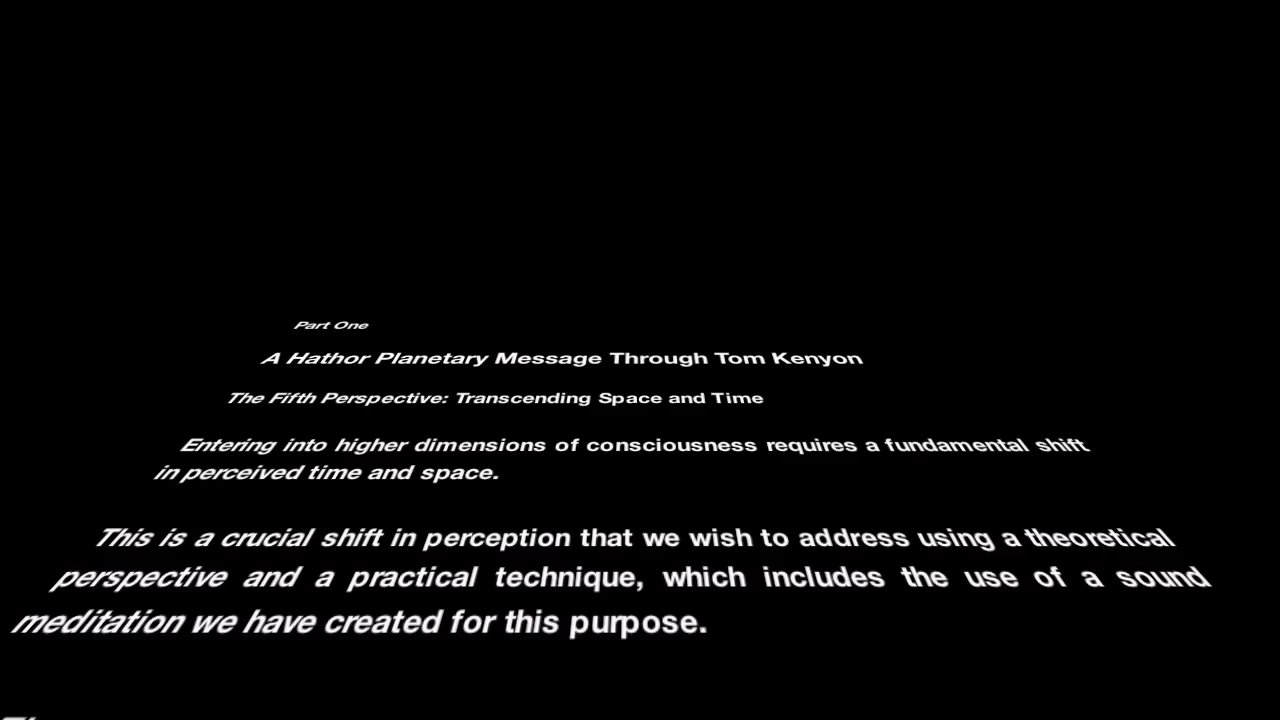 Part One
A Hathor Planetary Message Through Tom Kenyon
The Fifth Perspective: Transcending Space and Time
Entering into higher dimensions of consciousness requires a fundamental shift
in perceived time and space.
This is a crucial shift in perception that we wish to address using a theoretical
perspective and a practical technique, which includes the use of a sound
meditation we have created for this purpose.